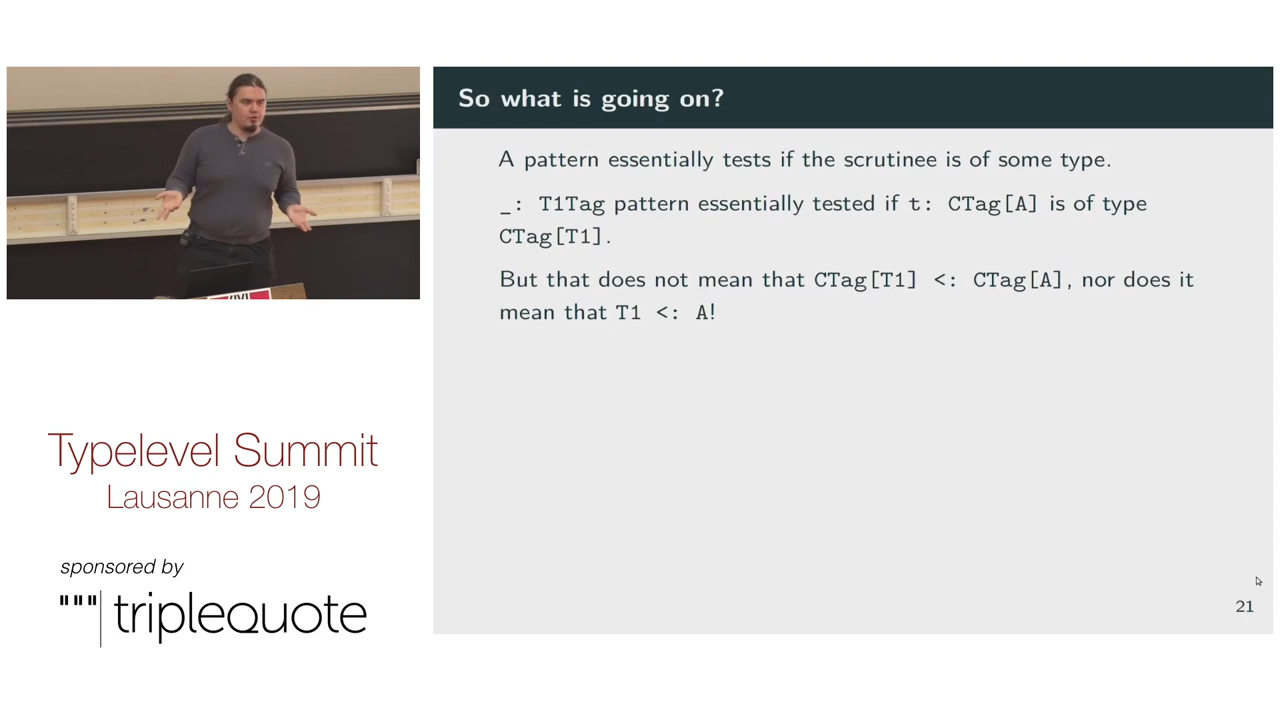 So what is going on?
A pattern essentially tests if the scrutinee is of some type.
_: T1Tag pattern essentially tested if t: CTag[A] is of type
CTag[T1].
But that does not mean that CTag[T1] <: CTag[A], nor does it
mean that T1 <: A!
21
Typelevel Summit
Lausanne 2019
sponsored by
"""|triplequote